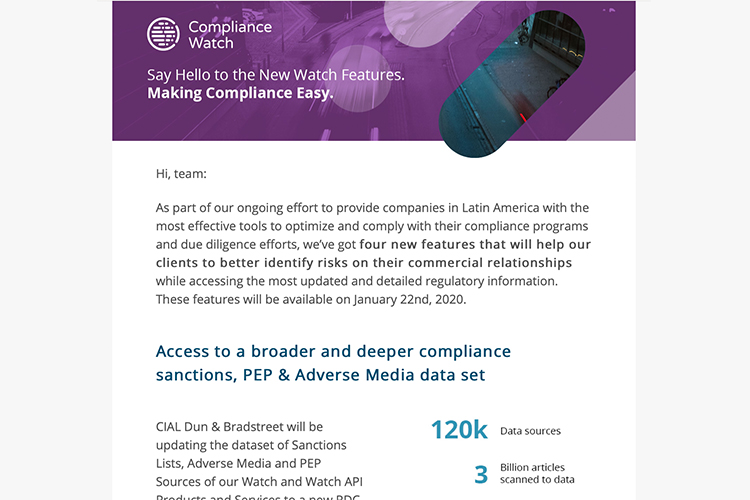 Compliance
Watch
Say Hello to the New Watch Features.
Making Compliance Easy.
Hi, team:
As part of our ongoing effort to provide companies in Latin America with the
most effective tools to optimize and comply with their compliance programs
and due diligence efforts, we’ve got four new features that will help our
clients to better identify risks on their commercial relationships
while accessing the most updated and detailed regulatory information.
These features will be available on January 22nd, 2020.
Access to a broader and deeper compliance
sanctions, PEP & Adverse Media data set
CIAL Dun & Bradstreet will be
updating the dataset of Sanctions
Lists, Adverse Media and PEP
Sources of our Watch and Watch API
Products and Services to a new RDC
120k Data sources
3 Billion articles
scanned to data